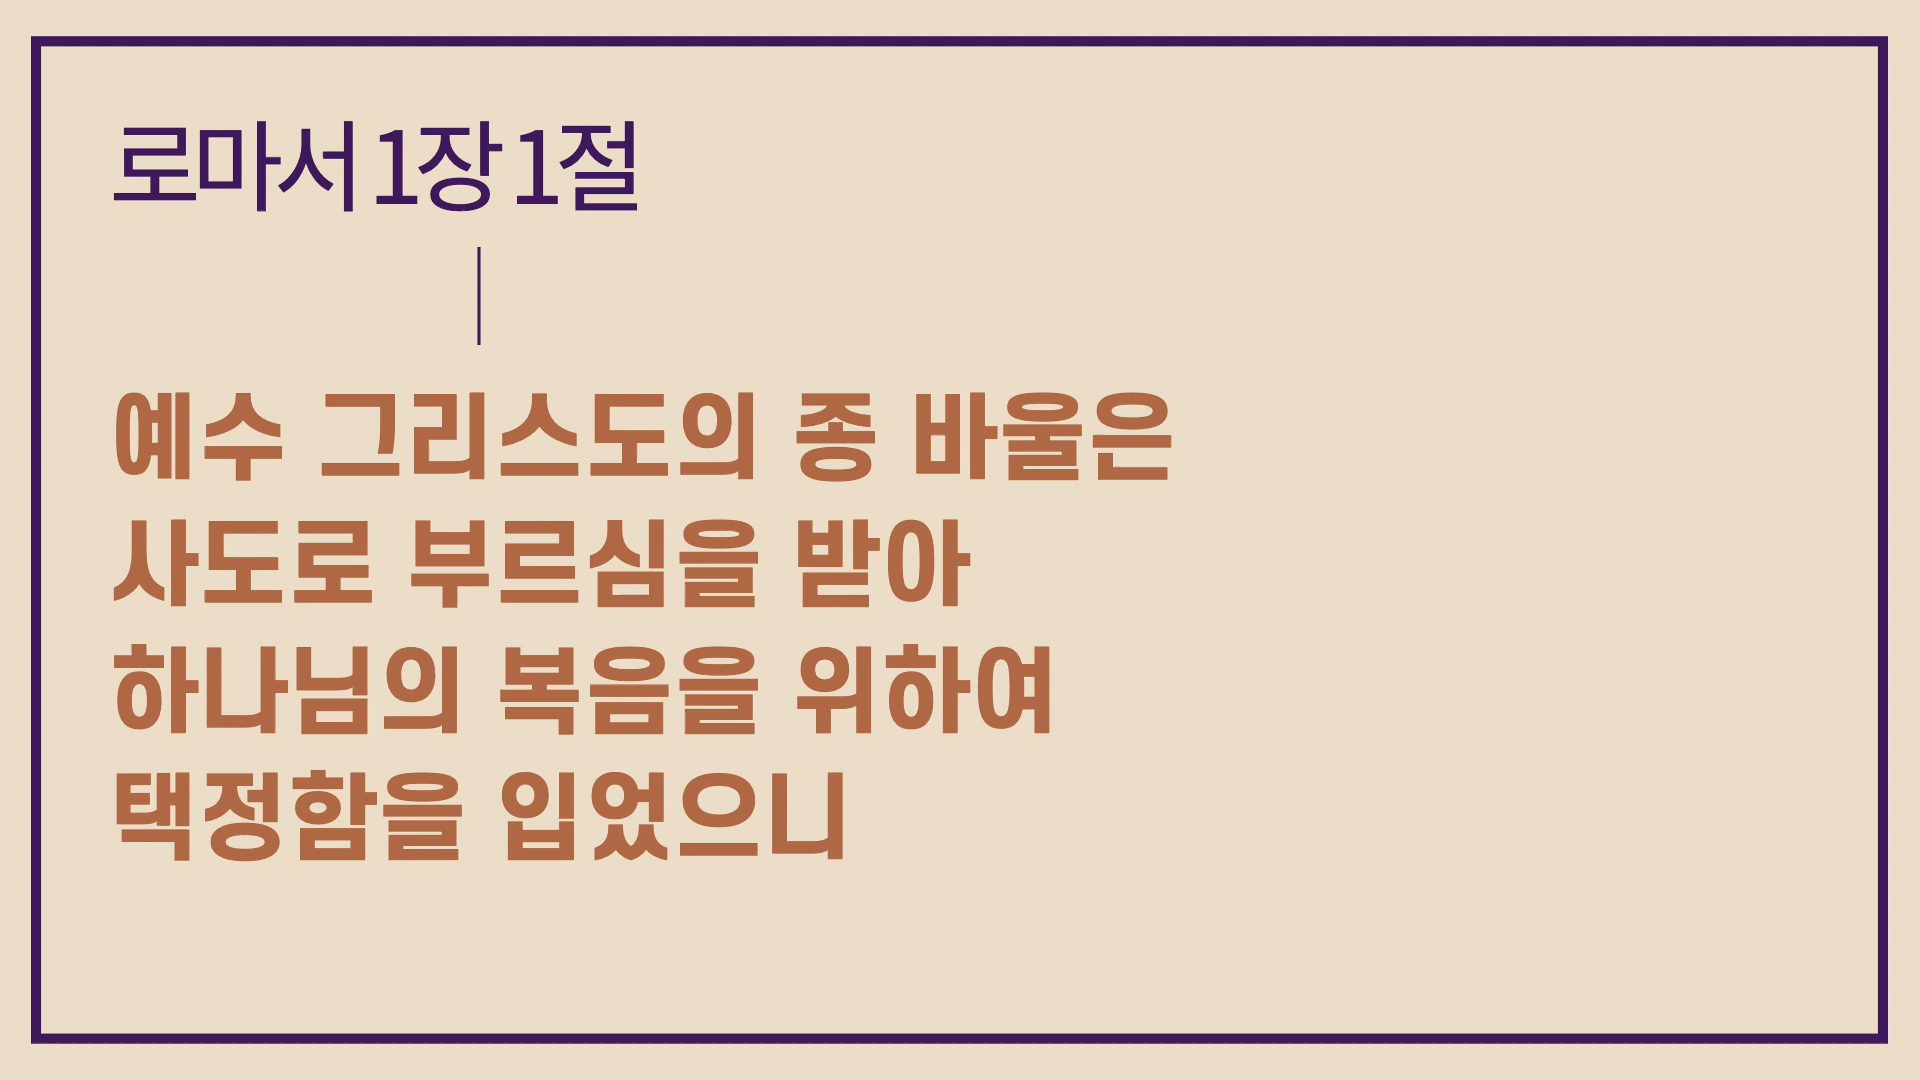 로마서 1장 1절
예수 그리스도의 종 바울은
사도로 부르심을 받아
하나님의 복음을 위하여
택정함을 입었으니